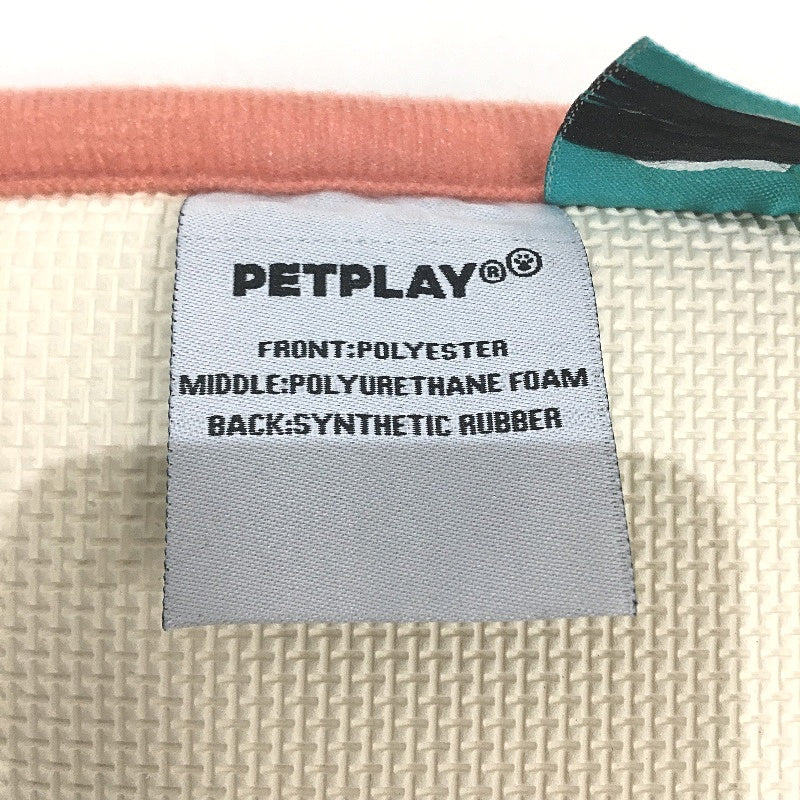 PETPLAY®
FRONT:POLYESTER
MIDDLE:POLYURETHANE FOAM
BACK:SYNTHETIC RUBBER